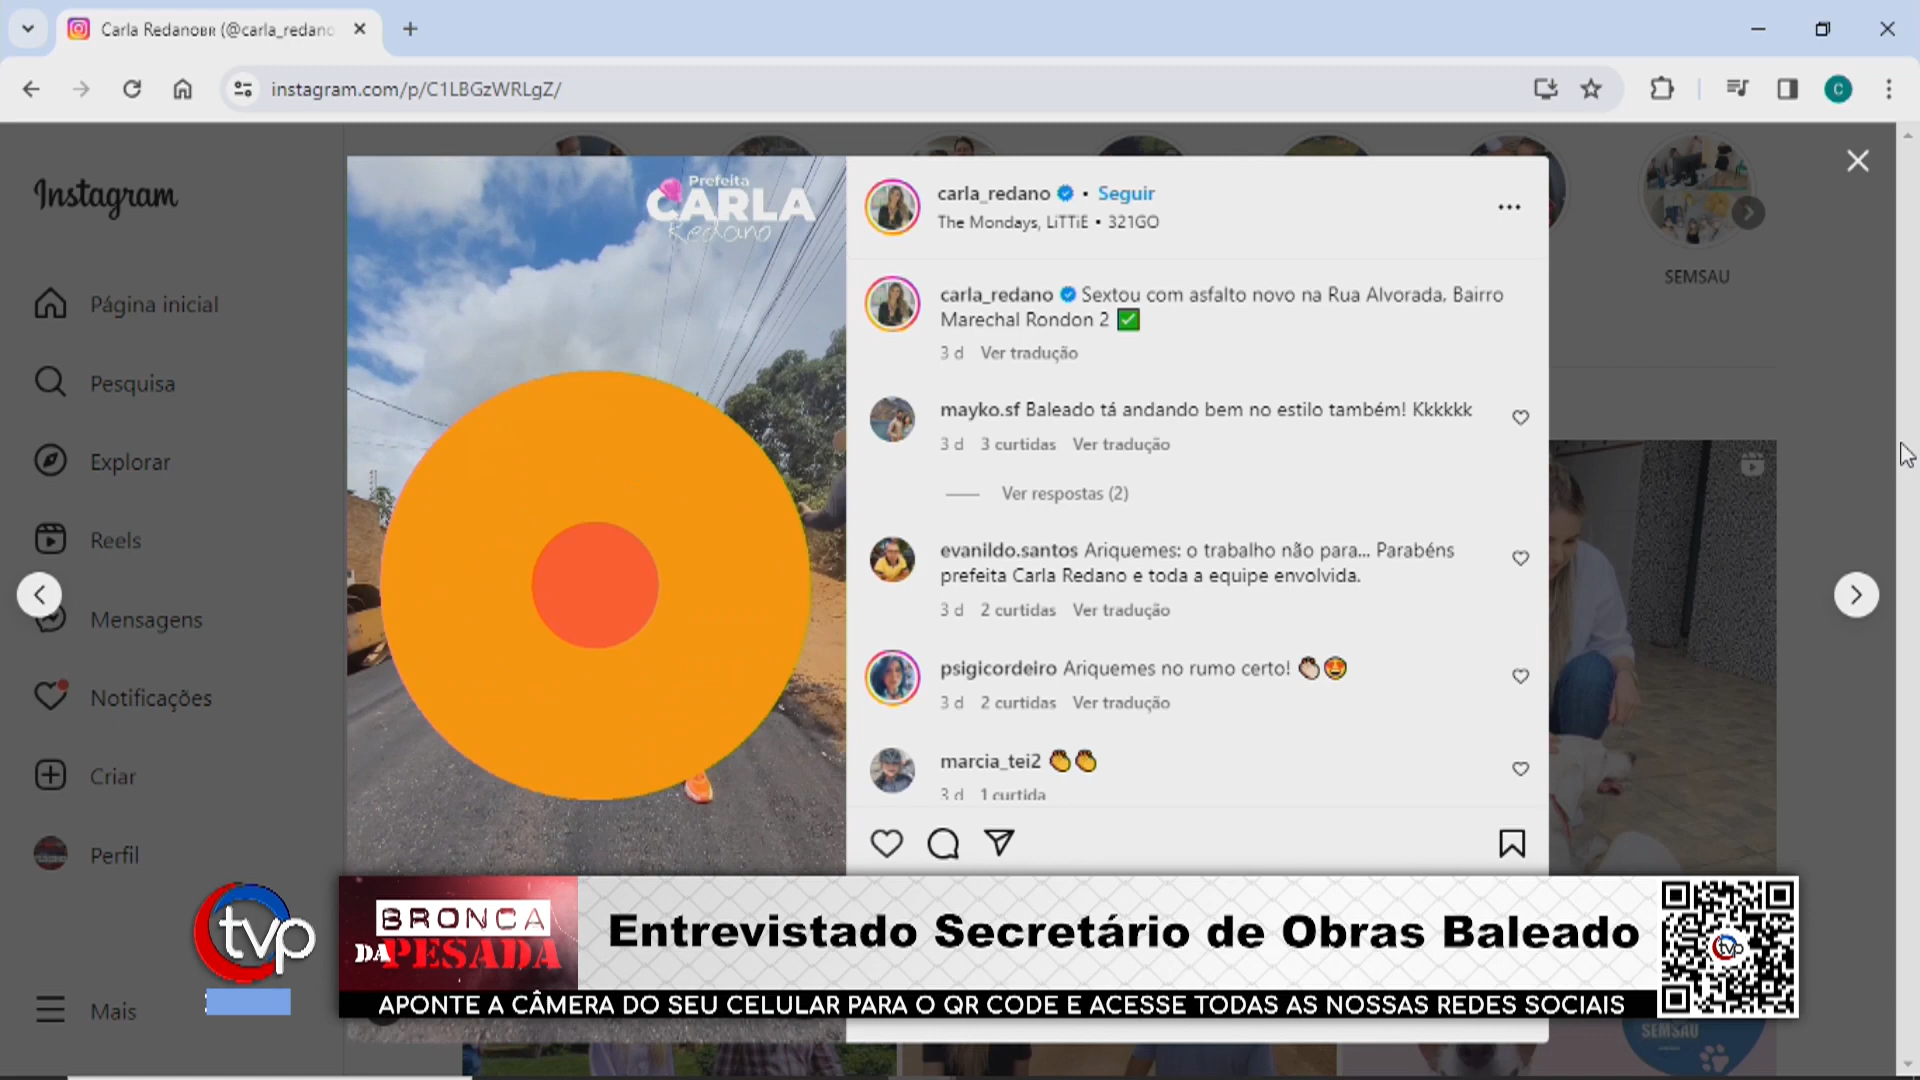 Carla Redanoʙʀ (@carla_redano
instagram.com/p/C1LBGzWRLgZ/
C
Instagram
Página inicial
Pesquisa
Explorar
Reels
Mensagens
Notificações
Criar
Perfil
Mais
Prefeita
CARLA
Redano
carla_redano • Seguir
The Mondays, LiTTiE • 321GO
carla_redano Sextou com asfalto novo na Rua Alvorada, Bairro
Marechal Rondon 2 ✅
3 d Ver tradução
mayko.sf Baleado tá andando bem no estilo também! Kkkkkk
3 d 3 curtidas Ver tradução
Ver respostas (2)
evanildo.santos Ariquemes: o trabalho não para... Parabéns
prefeita Carla Redano e toda a equipe envolvida.
3 d 2 curtidas Ver tradução
psigicordeiro Ariquemes no rumo certo! 👏🏻😍
3 d 2 curtidas Ver tradução
marcia_tei2 👏👏
3 d 1 curtida
SEMSAU
SEMSAU
tvp
BRONCA
DA PESADA
Entrevistado Secretário de Obras Baleado
tvp
APONTE A CÂMERA DO SEU CELULAR PARA O QR CODE E ACESSE TODAS AS NOSSAS REDES SOCIAIS